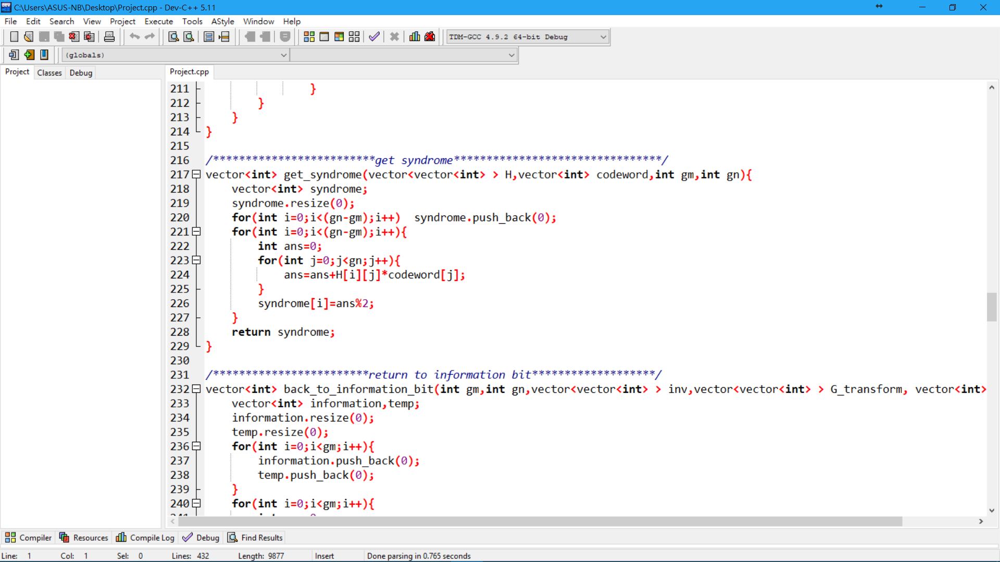 C:\Users\ASUS-NB\Desktop\Project.cpp - Dev-C++ 5.11
File Edit Search View Project Execute Tools AStyle Window Help
TDM-GCC 4.9.2 64-bit Debug
(globals)
Project Classes Debug
Project.cpp
211 }
212 }
213 }
214 }
215
216 /*************************get syndrome********************************/
217 vector<int> get_syndrome(vector<vector<int> > H,vector<int> codeword,int gm,int gn){
218 vector<int> syndrome;
219 syndrome.resize(0);
220 for(int i=0;i<(gn-gm);i++)  syndrome.push_back(0);
221 for(int i=0;i<(gn-gm);i++){
222 int ans=0;
223 for(int j=0;j<gn;j++){
224 ans=ans+H[i][j]*codeword[j];
225 }
226 syndrome[i]=ans%2;
227 }
228 return syndrome;
229 }
230
231 /************************return to information bit*******************/
232 vector<int> back_to_information_bit(int gm,int gn,vector<vector<int> > inv,vector<vector<int> > G_transform, vector<int>
233 vector<int> information,temp;
234 information.resize(0);
235 temp.resize(0);
236 for(int i=0;i<gm;i++){
237 information.push_back(0);
238 temp.push_back(0);
239 }
240 for(int i=0;i<gm;i++){
Compiler Resources Compile Log Debug Find Results
Line: 1 Col: 1 Sel: 0 Lines: 432 Length: 9877 Insert Done parsing in 0.765 seconds